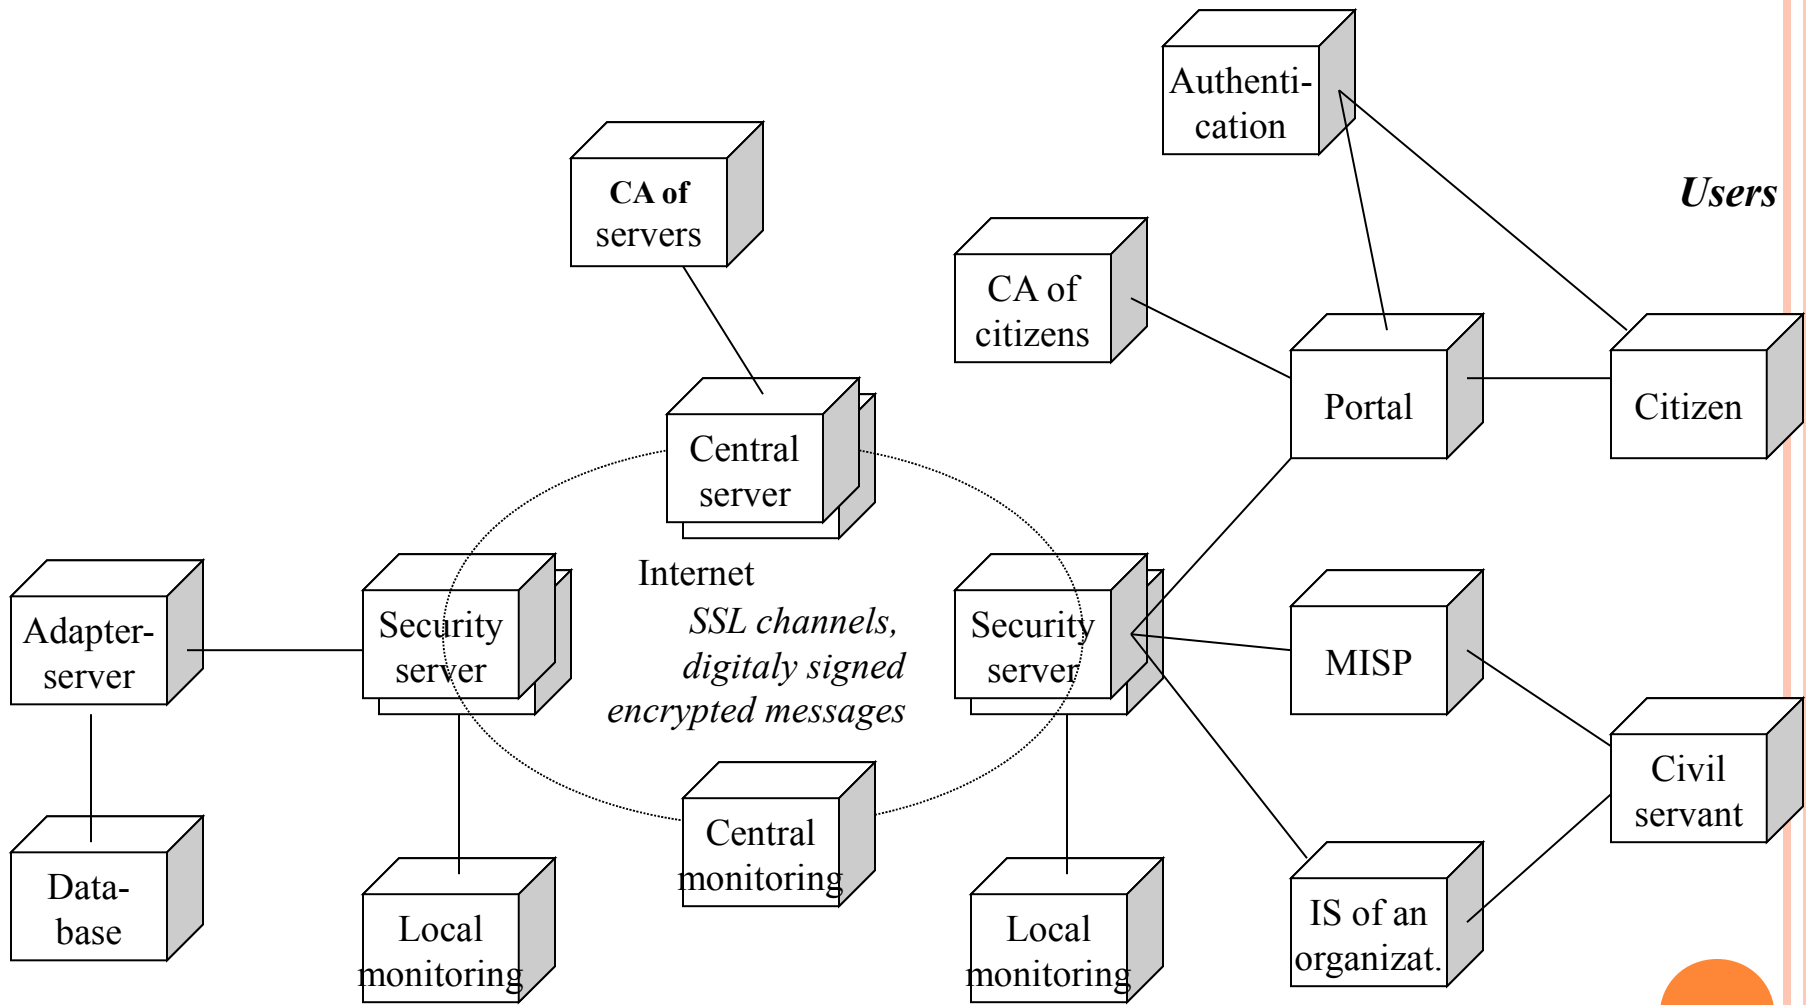 Authenti-
cation
CA of
servers
Users
CA of
citizens
Portal
Citizen
Central
server
Internet
SSL channels,
digitaly signed
encrypted messages
Adapter-
server
Security
server
Security
server
MISP
Civil
servant
Central
monitoring
Data-
base
Local
monitoring
Local
monitoring
IS of an
organizat.